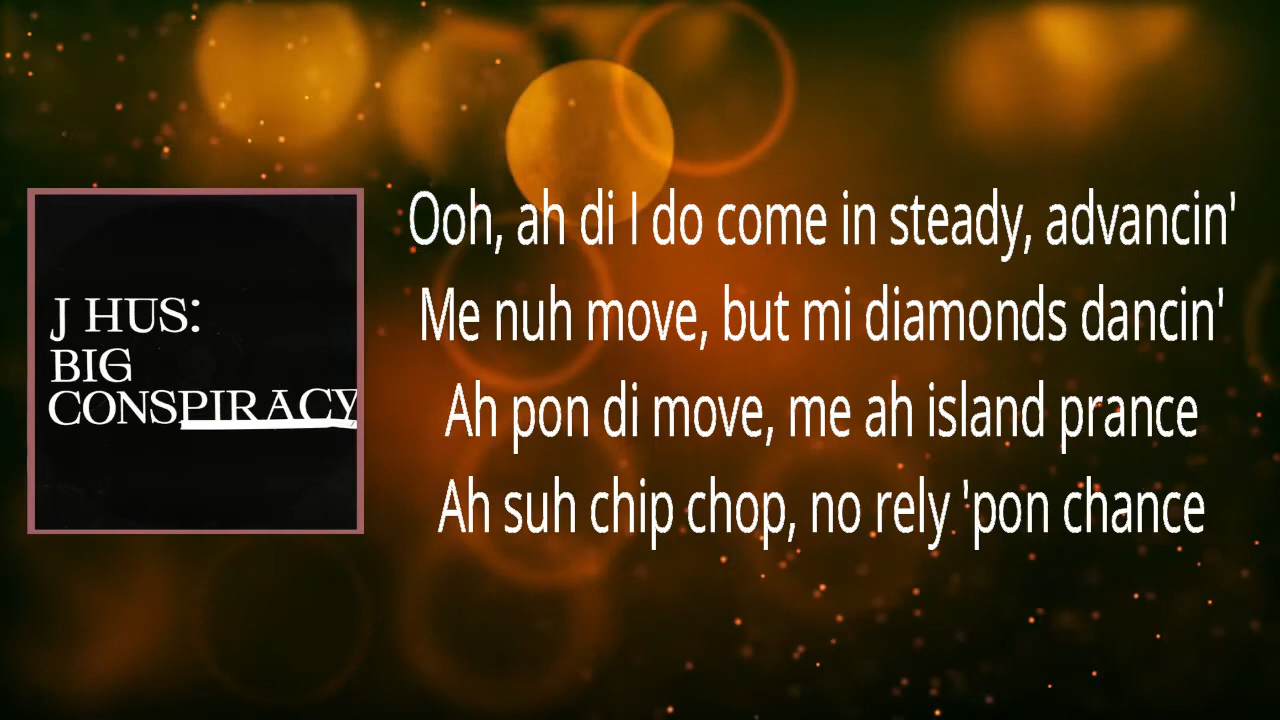 J HUS:
BIG
CONSPIRACY
Ooh, ah di I do come in steady, advancin'
Me nuh move, but mi diamonds dancin'
Ah pon di move, me ah island prance
Ah suh chip chop, no rely 'pon chance